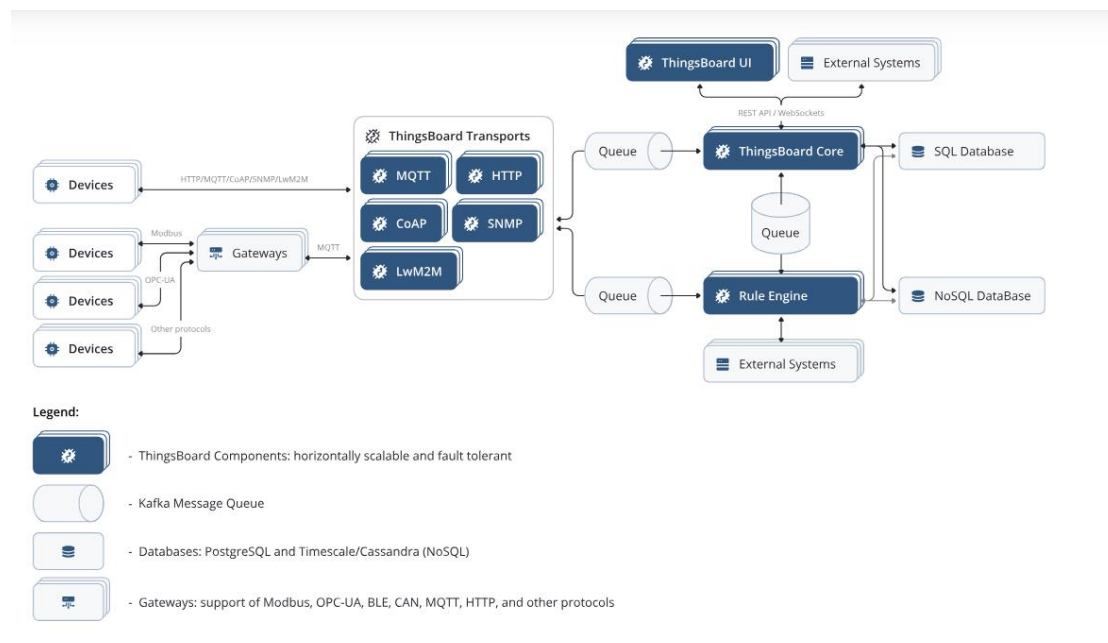 ThingsBoard UI
External Systems
REST API / WebSockets
ThingsBoard Transports
MQTT
HTTP
CoAP
SNMP
LwM2M
Queue
ThingsBoard Core
SQL Database
Devices
HTTP/MQTT/CoAP/SNMP/LwM2M
Queue
Devices
Modbus
Gateways
MQTT
OPC-UA
Devices
Other protocols
Devices
Queue
Rule Engine
NoSQL DataBase
External Systems
Legend:
- ThingsBoard Components: horizontally scalable and fault tolerant
- Kafka Message Queue
- Databases: PostgreSQL and Timescale/Cassandra (NoSQL)
- Gateways: support of Modbus, OPC-UA, BLE, CAN, MQTT, HTTP, and other protocols